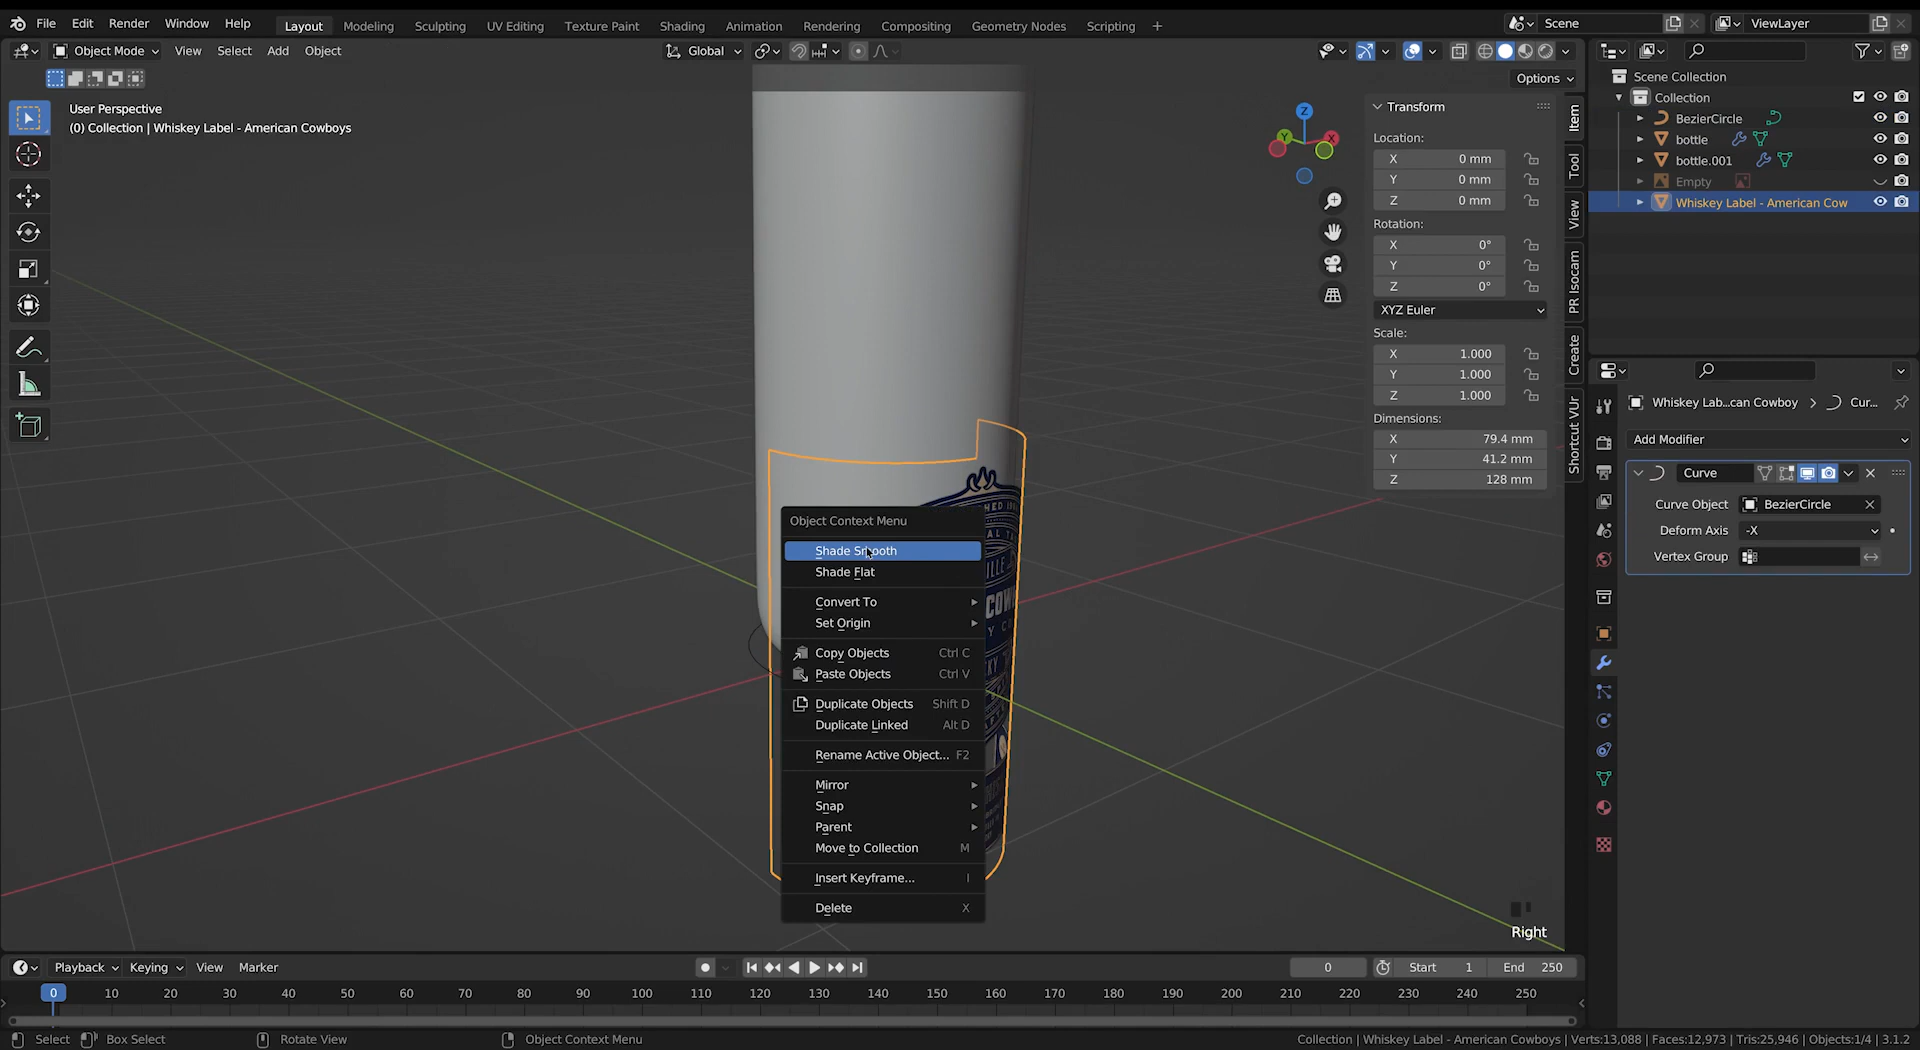 File Edit Render Window Help Layout Modeling Sculpting UV Editing Texture Paint Shading Animation Rendering Compositing Geometry Nodes Scripting + Scene ViewLayer
Object Mode View Select Add Object Global
Options
User Perspective
(0) Collection | Whiskey Label - American Cowboys
Z
Y
X
Transform
Location:
X 0 mm
Y 0 mm
Z 0 mm
Rotation:
X 0°
Y 0°
Z 0°
XYZ Euler
Scale:
X 1.000
Y 1.000
Z 1.000
Dimensions:
X 79.4 mm
Y 41.2 mm
Z 128 mm
Item
Tool
View
PR Isocam
Create
Shortcut VUr
Scene Collection
Collection
BezierCircle
bottle
bottle.001
Empty
Whiskey Label - American Cow
Whiskey Lab...can Cowboy > Cur...
Add Modifier
Curve
Curve Object BezierCircle
Deform Axis -X
Vertex Group
Object Context Menu
Shade Smooth
Shade Flat
Convert To
Set Origin
Copy Objects Ctrl C
Paste Objects Ctrl V
Duplicate Objects Shift D
Duplicate Linked Alt D
Rename Active Object... F2
Mirror
Snap
Parent
Move to Collection M
Insert Keyframe... I
Delete X
Right
Playback Keying View Marker 0 Start 1 End 250
0 10 20 30 40 50 60 70 80 90 100 110 120 130 140 150 160 170 180 190 200 210 220 230 240 250
Select Box Select Rotate View Object Context Menu Collection | Whiskey Label - American Cowboys | Verts:13,088 | Faces:12,973 | Tris:25,946 | Objects:1/4 | 3.1.2